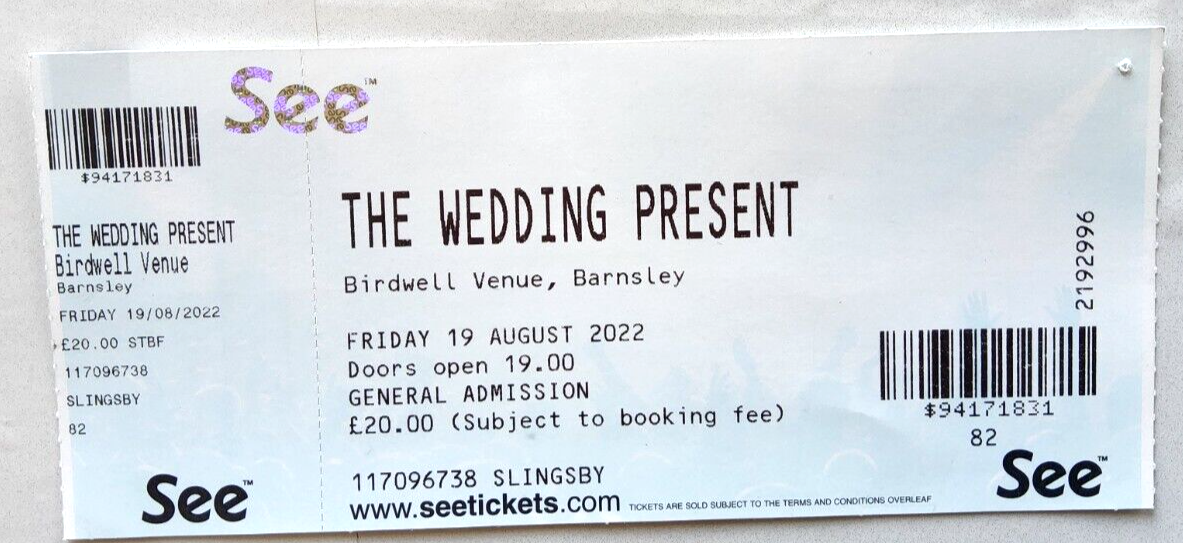 See™
$94171831
THE WEDDING PRESENT
Birdwell Venue
Barnsley
FRIDAY 19/08/2022
£20.00 STBF
117096738
SLINGSBY
82
See™
THE WEDDING PRESENT
Birdwell Venue, Barnsley
FRIDAY 19 AUGUST 2022
Doors open 19.00
GENERAL ADMISSION
£20.00 (Subject to booking fee)
117096738 SLINGSBY
www.seetickets.com TICKETS ARE SOLD SUBJECT TO THE TERMS AND CONDITIONS OVERLEAF
2192996
$94171831
82
See™